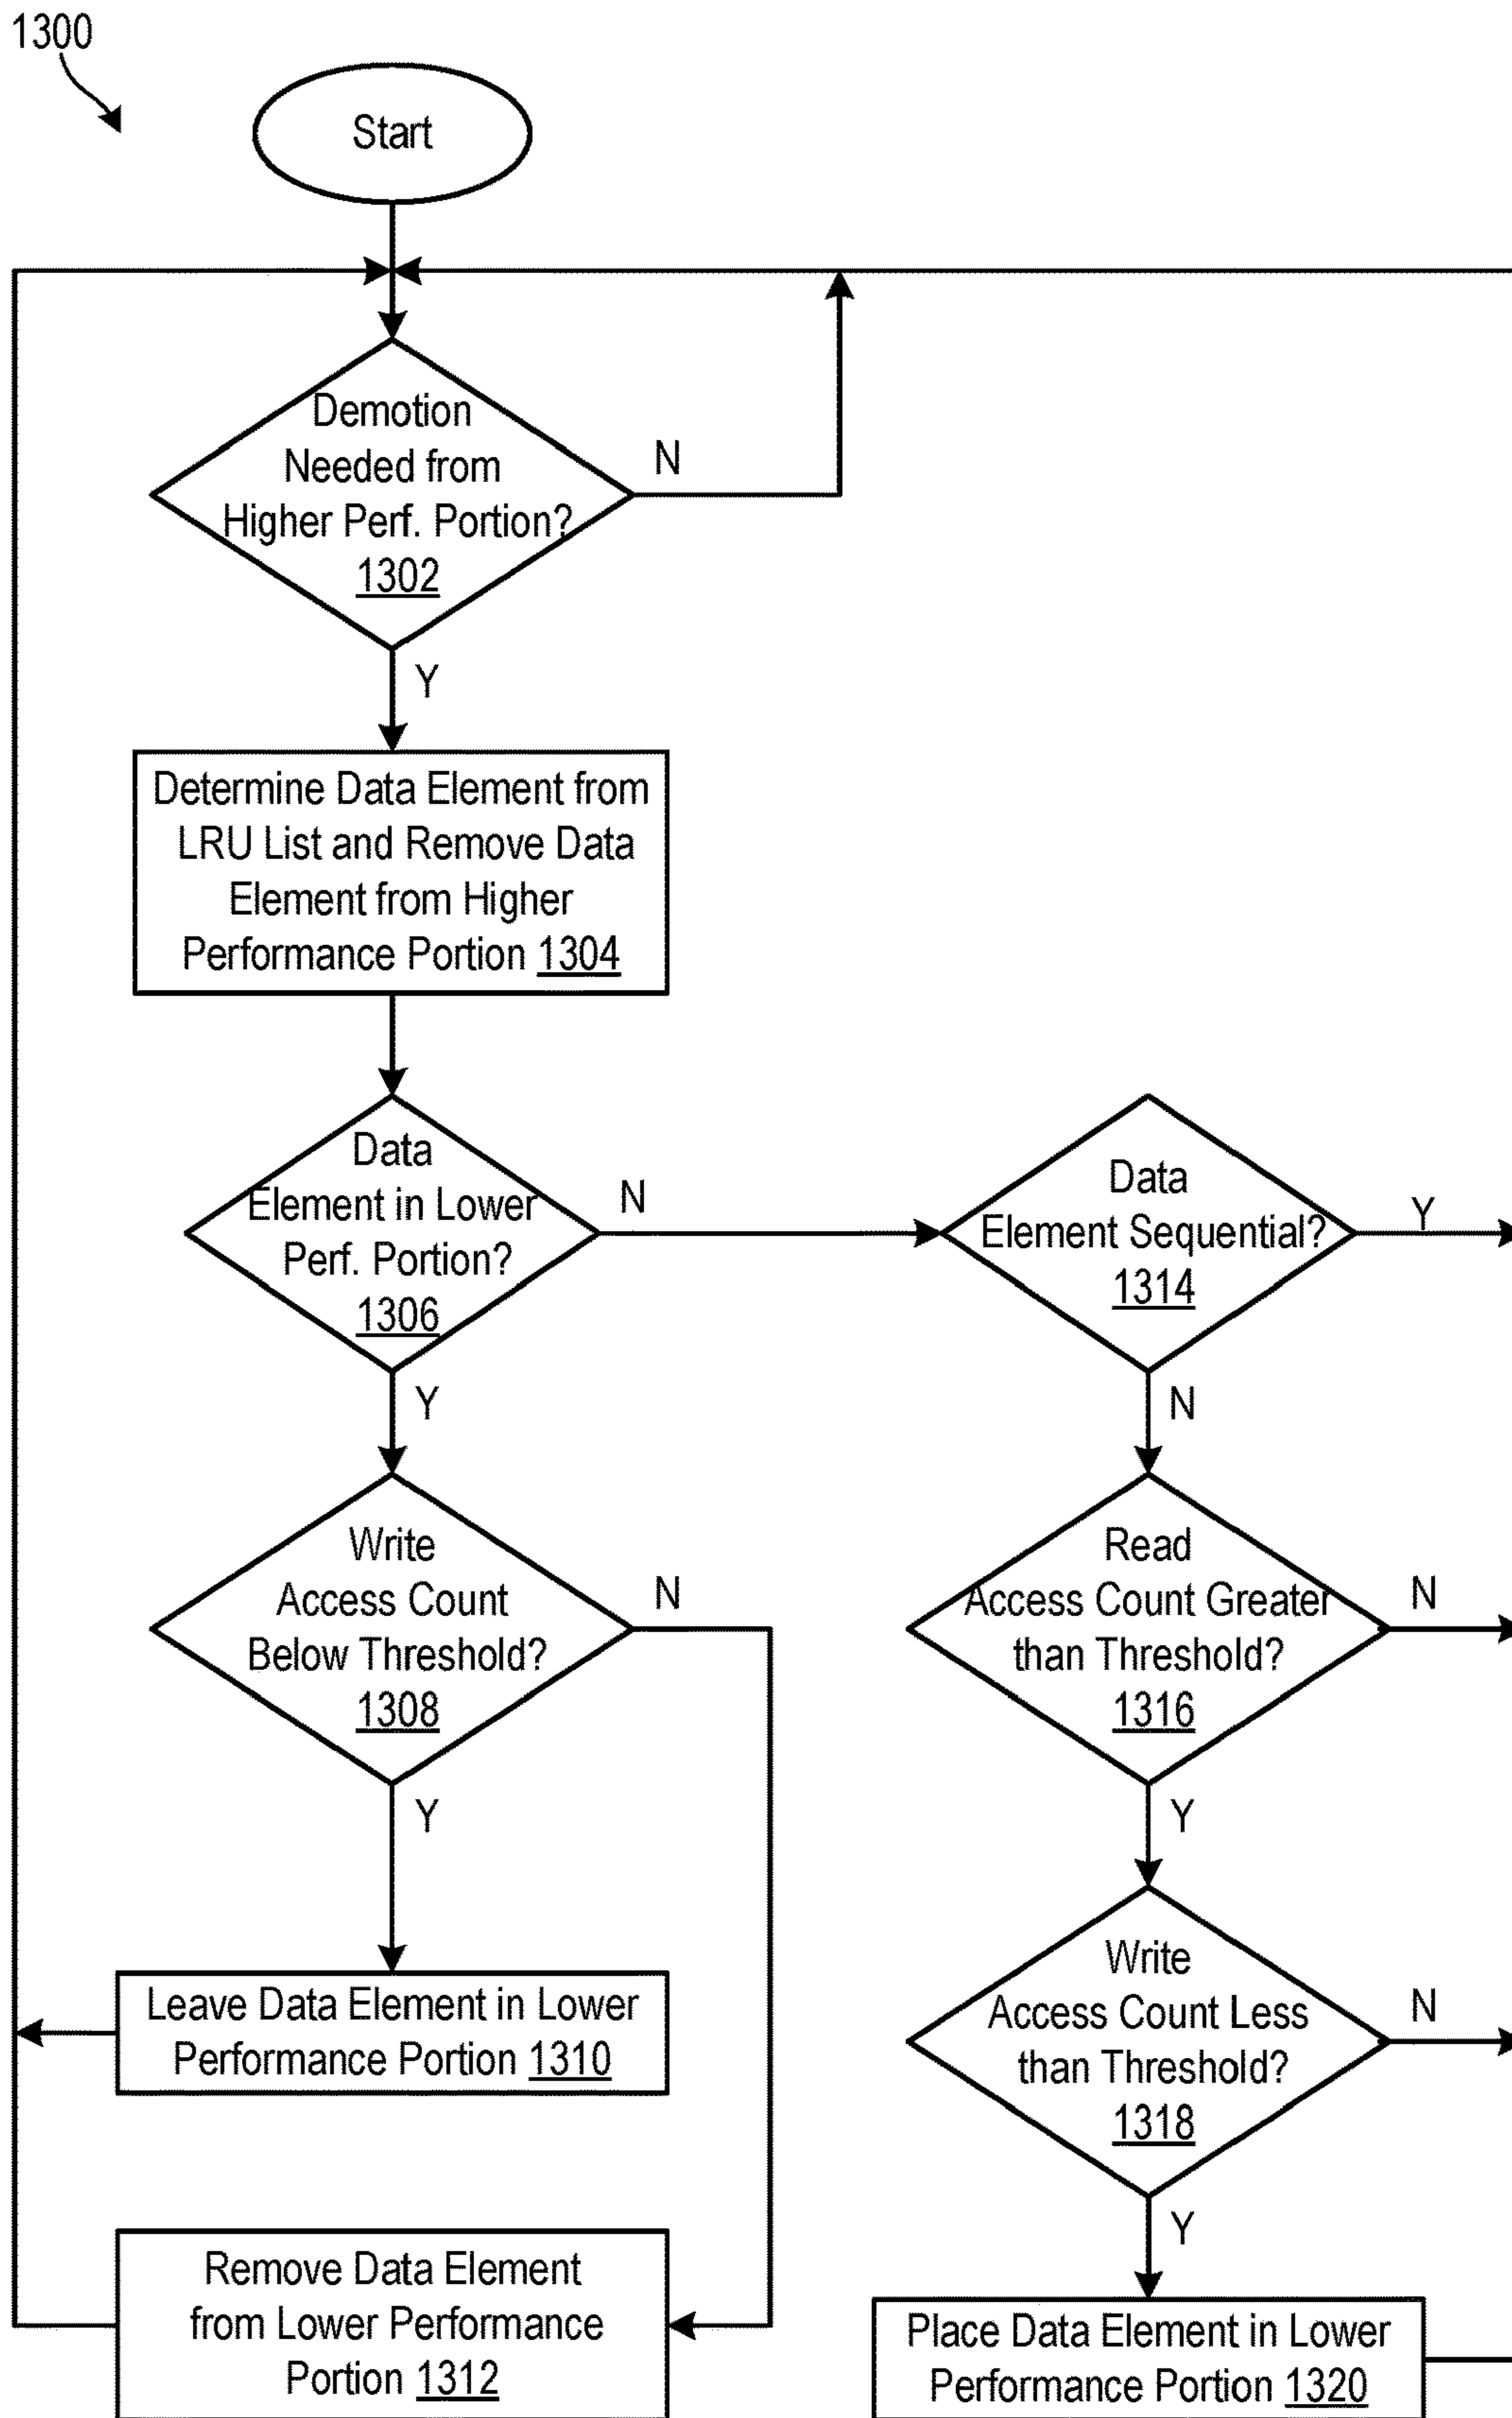 1300
Start
Demotion
Needed from
Higher Perf. Portion?
1302
N
Y
Determine Data Element from
LRU List and Remove Data
Element from Higher
Performance Portion 1304
Data
Element in Lower
Perf. Portion?
1306
N
Y
Data
Element Sequential?
1314
Y
N
Write
Access Count
Below Threshold?
1308
N
Y
Read
Access Count Greater
than Threshold?
1316
N
Y
Leave Data Element in Lower
Performance Portion 1310
Write
Access Count Less
than Threshold?
1318
N
Y
Remove Data Element
from Lower Performance
Portion 1312
Place Data Element in Lower
Performance Portion 1320